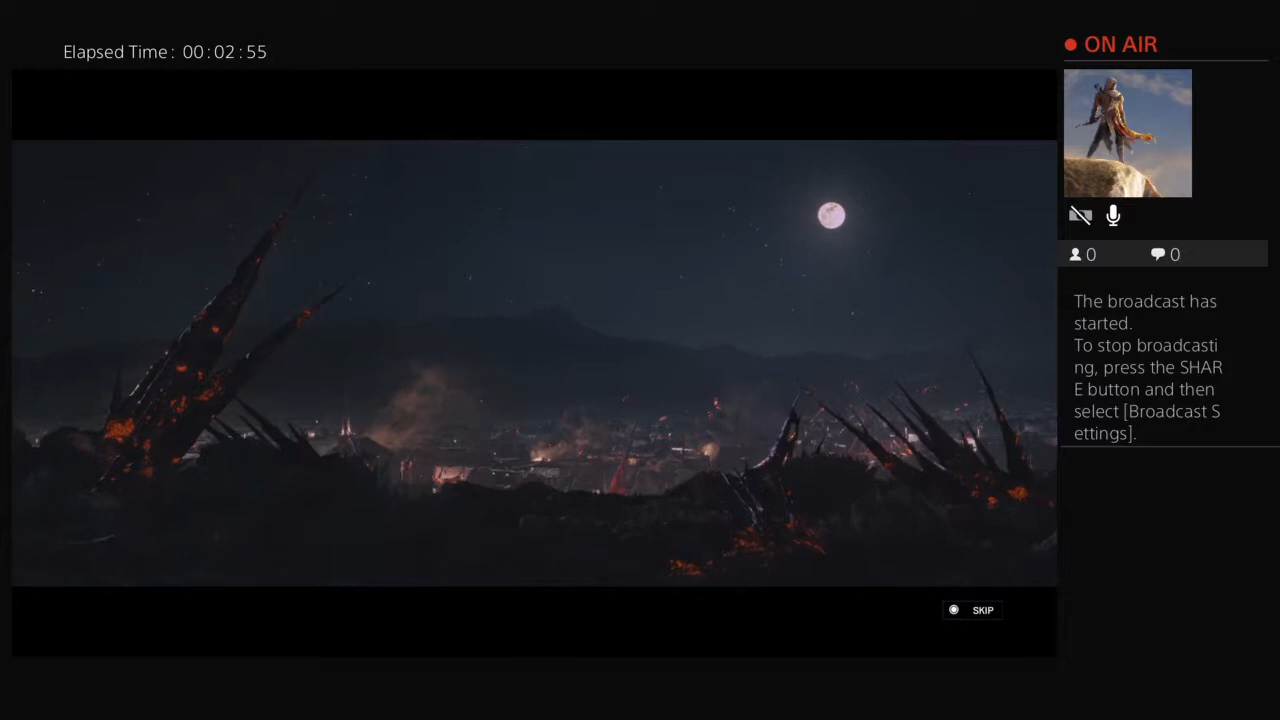 Elapsed Time: 00:02:55
ON AIR
0
0
The broadcast has
started.
To stop broadcasti
ng, press the SHAR
E button and then
select [Broadcast S
ettings].
SKIP